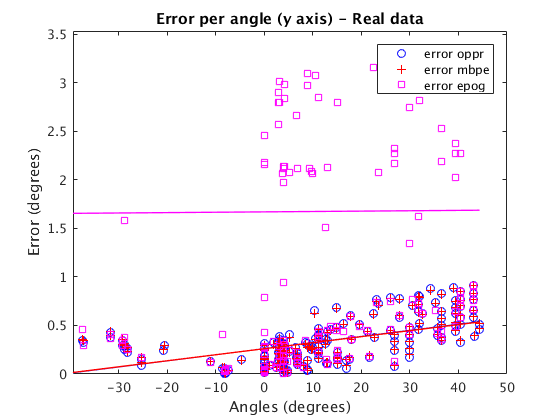 Error per angle (y axis) - Real data
error oppr
error mbpe
error epog
3.5
3
2.5
2
1.5
1
0.5
0
Error (degrees)
-30 -20 -10 0 10 20 30 40 50
Angles (degrees)